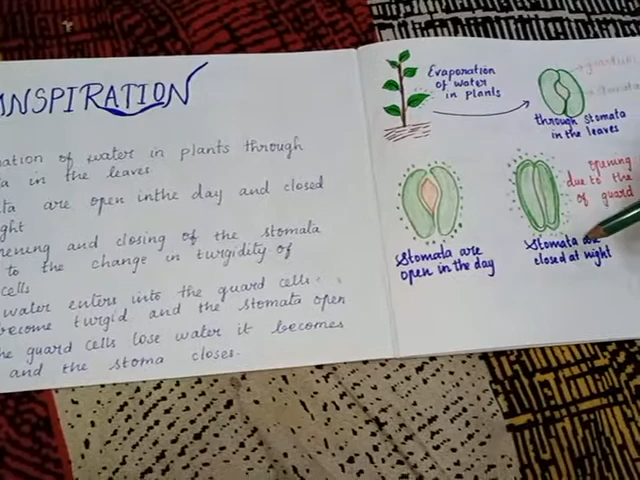 ANSPIRATION
ation of water in plants through
a in the leaves
ta are open inthe day and closed
ght
ening and closing of the stomata
to the change in turgidity of
cells
water enters into the guard cells.
become turgid and the stomata open
he guard cells lose water it becomes
and the stoma closes.
Evaporation
of water
in plants
through stomata
in the leaves
Stomata are
open in the day
Stomata are
closed at night
opening
due to the
of guard